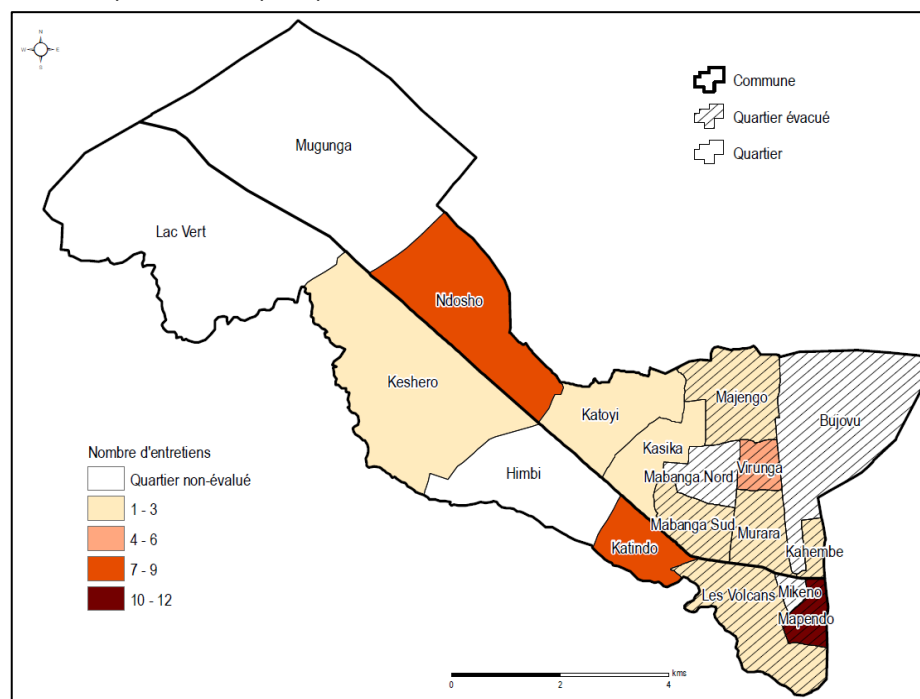 N
W E
S
Commune
Quartier évacué
Quartier
Mugunga
Lac Vert
Ndosho
Keshero
Katoyi
Majengo
Bujovu
Kasika
Himbi
Mabanga Nord
Virunga
Mabanga Sud
Murara
Katindo
Kahembe
Les Volcans
Mikeno
Mapendo
Nombre d'entretiens
Quartier non-évalué
1 - 3
4 - 6
7 - 9
10 - 12
kms
0 2 4